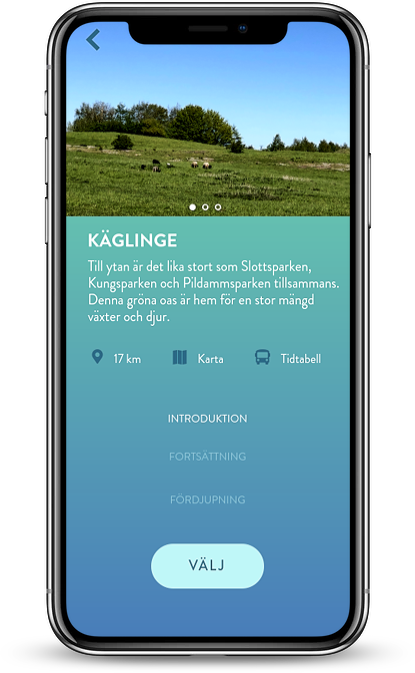 KÄGLINGE
Till ytan är det lika stort som Slottsparken,
Kungsparken och Pildammsparken tillsammans.
Denna gröna oas är hem för en stor mängd
växter och djur.
17 km
Karta
Tidtabell
INTRODUKTION
FORTSÄTTNING
FÖRDJUPNING
VÄLJ